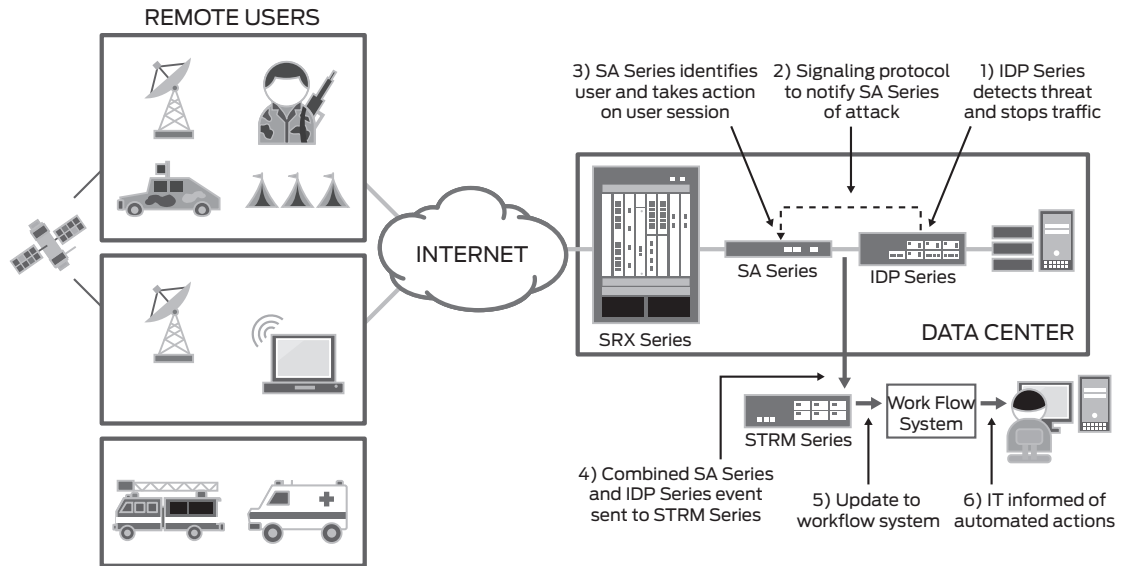 REMOTE USERS
3) SA Series identifies
user and takes action
on user session
2) Signaling protocol
to notify SA Series
of attack
1) IDP Series
detects threat
and stops traffic
INTERNET
SRX Series
SA Series
IDP Series
DATA CENTER
STRM Series
Work Flow
System
4) Combined SA Series
and IDP Series event
sent to STRM Series
5) Update to
workflow system
6) IT informed of
automated actions